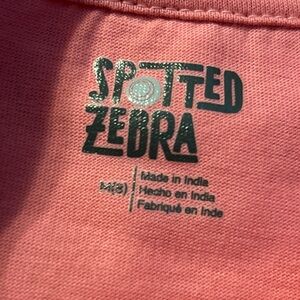 SPOTTED
ZEBRA
M(8)
Made in India
Hecho en India
Fabriqué en Inde